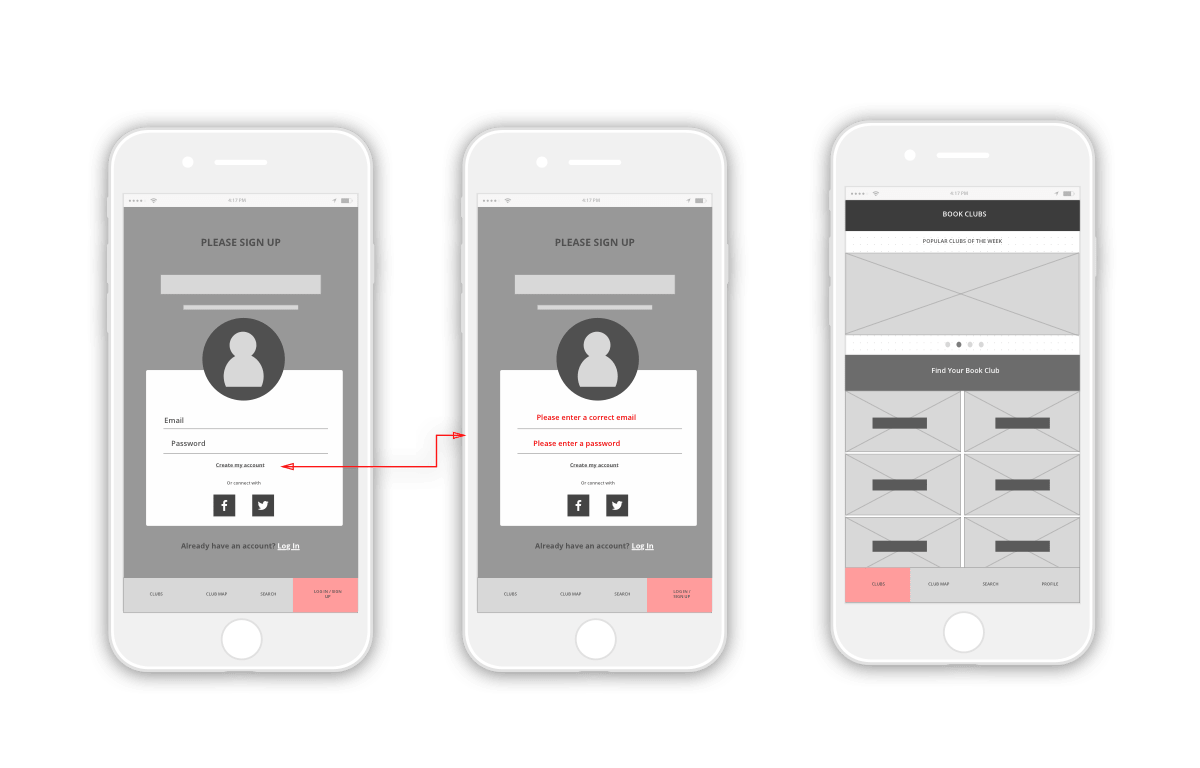 4:17 PM
PLEASE SIGN UP
Email
Password
Create my account
Or connect with
f
Already have an account? Log In
CLUBS
CLUB MAP
SEARCH
LOG IN / SIGN
UP
4:17 PM
PLEASE SIGN UP
Please enter a correct email
Please enter a password
Create my account
Or connect with
f
Already have an account? Log In
CLUBS
CLUB MAP
SEARCH
LOG IN /
SIGN UP
4:17 PM
BOOK CLUBS
POPULAR CLUBS OF THE WEEK
Find Your Book Club
CLUBS
CLUB MAP
SEARCH
PROFILE